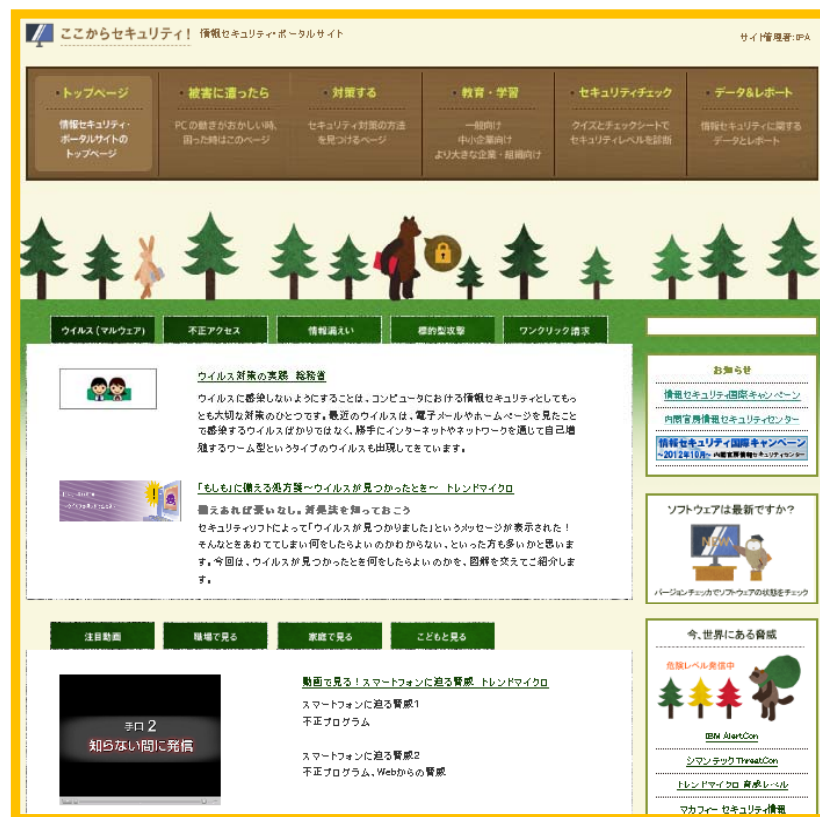 ここからセキュリティ! 情報セキュリティ・ポータルサイト
サイト管理者:IPA
・トップページ
情報セキュリティ・
ポータルサイトの
トップページ
・被害に遭ったら
PCの動きがおかしい時、
困った時はこのページ
・対策する
セキュリティ対策の方法
を見つけるページ
・教育・学習
一般向け
中小企業向け
より大きな企業・組織向け
・セキュリティチェック
クイズとチェックシートで
セキュリティレベルを診断
・データ&レポート
情報セキュリティに関する
データとレポート
ウイルス(マルウェア)
不正アクセス
情報漏えい
標的型攻撃
ワンクリック請求
ウイルス対策の実践 総務省
ウイルスに感染しないようにすることは、コンピュータにおける情報セキュリティとしてもっ
とも大切な対策のひとつです。最近のウイルスは、電子メールやホームページを見たこと
で感染するウイルスばかりではなく、勝手にインターネットやネットワークを通じて自己増
殖するワーム型というタイプのウイルスも出現してきています。
「もしも」に備える処方箋~ウイルスが見つかったとき~ トレンドマイクロ
備えあれば憂いなし。対処法を知っておこう
セキュリティソフトによって「ウイルスが見つかりました」というメッセージが表示された!
そんなときあわててしまい何をしたらよいのかわからない、といった方も多いかと思いま
す。今回は、ウイルスが見つかったとき何をしたらよいのかを、図解を交えてご紹介しま
す。
お知らせ
情報セキュリティ国際キャンペーン
内閣官房情報セキュリティセンター
情報セキュリティ国際キャンペーン
~2012年10月~ 内閣官房情報セキュリティセンター
ソフトウェアは最新ですか?
NEW
バージョンチェッカでソフトウェアの状態をチェック
注目動画
職場で見る
家庭で見る
こどもと見る
手口 2
知らない間に発信
動画で見る!スマートフォンに迫る脅威 トレンドマイクロ
スマートフォンに迫る脅威1
不正プログラム
スマートフォンに迫る脅威2
不正プログラム、Webからの脅威
今、世界にある脅威
危険レベル発信中
IBM AlertCon
シマンテック ThreatCon
トレンドマイクロ 脅威レベル
マカフィー セキュリティ情報